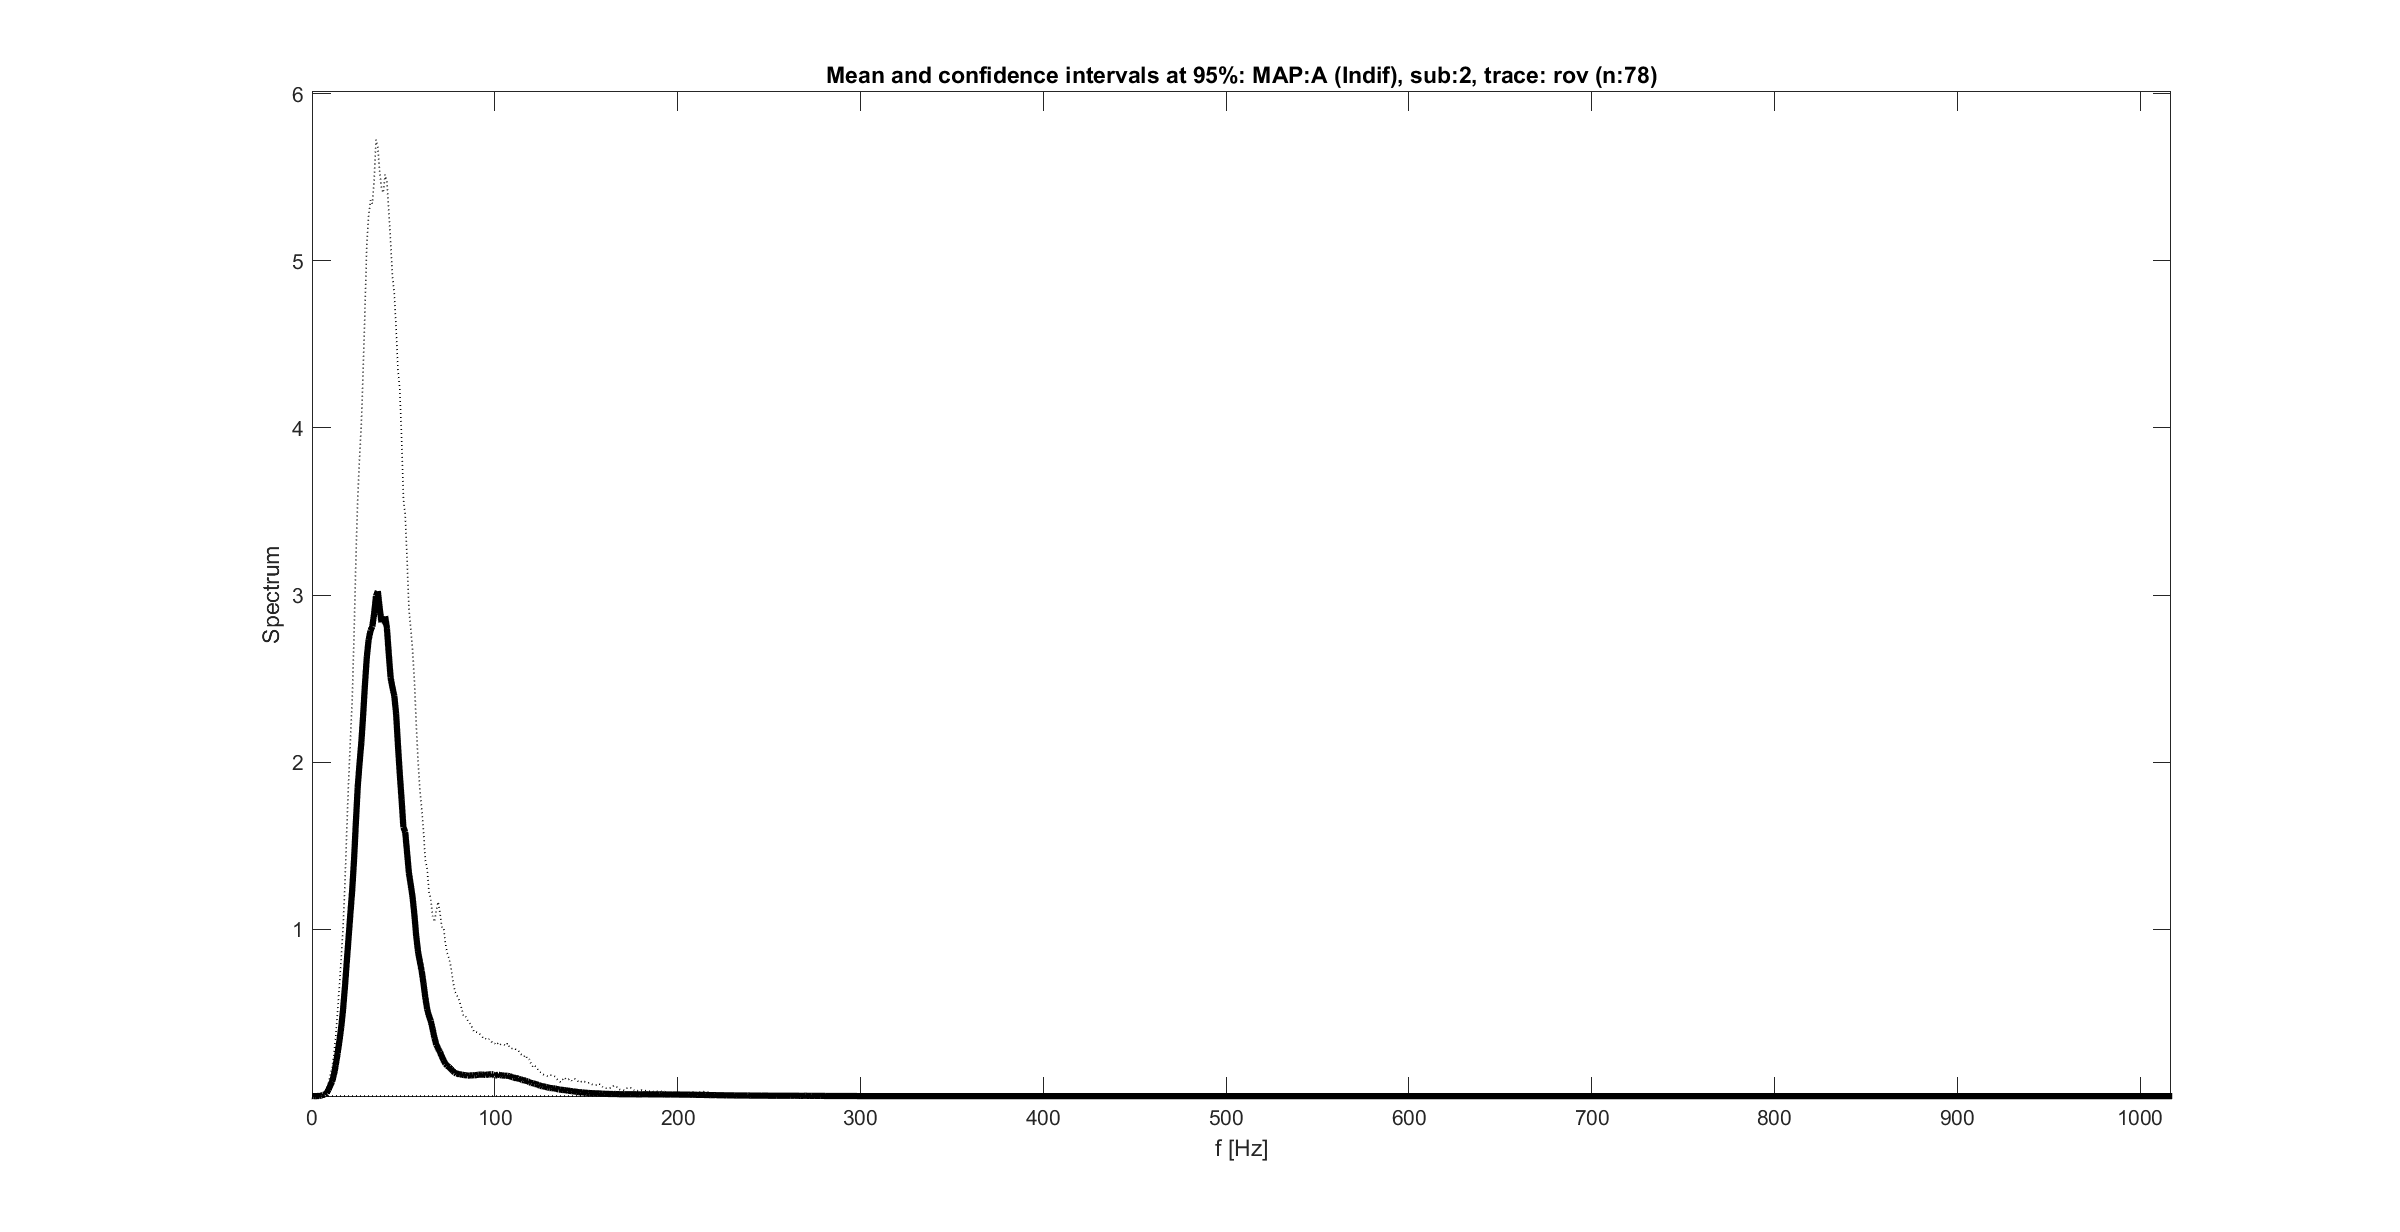 Mean and confidence intervals at 95%: MAP:A (Indif), sub:2, trace: rov (n:78)
6
5
4
3
2
1
Spectrum
0 100 200 300 400 500 600 700 800 900 1000
f [Hz]